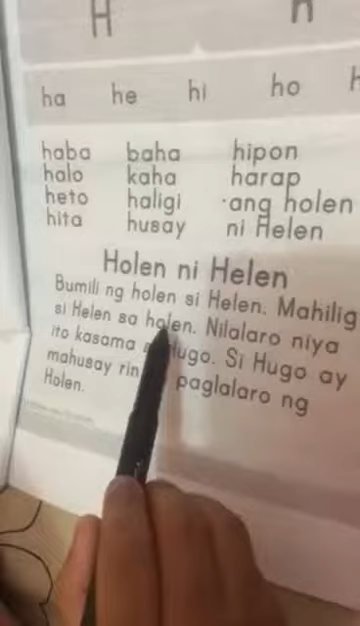 H h
ha he hi ho
haba baha hipon
halo kaha harap
heto haligi ang holen
hita husay ni Helen
Holen ni Helen
Bumili ng holen si Helen. Mahilig
si Helen sa holen. Nilalaro niya
ito kasama Hugo. Si Hugo ay
mahusay rin paglalaro ng
Holen.